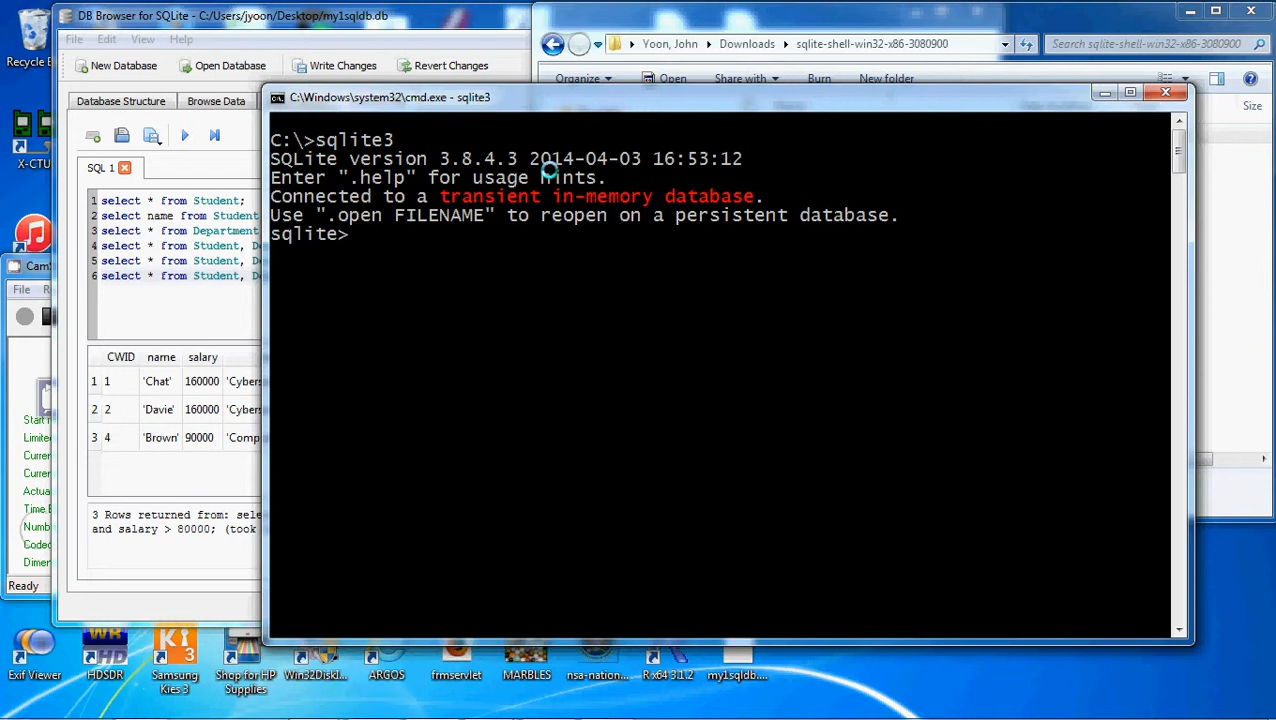 DB Browser for SQLite - C:/Users/jyoon/Desktop/my1sqldb.db
File Edit View Help
New Database Open Database Write Changes Revert Changes
Database Structure Browse Data
SQL 1
1 select * from Student;
2 select name from Student
3 select * from Department
4 select * from Student, D
5 select * from Student, D
6 select * from Student, D
CWID name salary
1 1 'Chat' 160000 'Cybers
2 2 'Davie' 160000 'Cybers
3 4 'Brown' 90000 'Comp
3 Rows returned from: sele
and salary > 80000; (took
Yoon, John Downloads sqlite-shell-win32-x86-3080900
Search sqlite-shell-win32-x86-3080900
Organize Open Share with Burn New folder
Size
C:\Windows\system32\cmd.exe - sqlite3
C:\>sqlite3
SQLite version 3.8.4.3 2014-04-03 16:53:12
Enter ".help" for usage hints.
Connected to a transient in-memory database.
Use ".open FILENAME" to reopen on a persistent database.
sqlite>
Recycle B
X-CTU
CamS
File
Start
Limite
Curre
Curre
Actua
Time E
Numb
Codec
Dimer
Ready
Exif Viewer
HDSDR
Samsung
Kies 3
Shop for HP
Supplies
Win32DiskI...
ARGOS
frmservlet
MARBLES
nsa-nation...
R x64 3.1.2
my1sqldb....